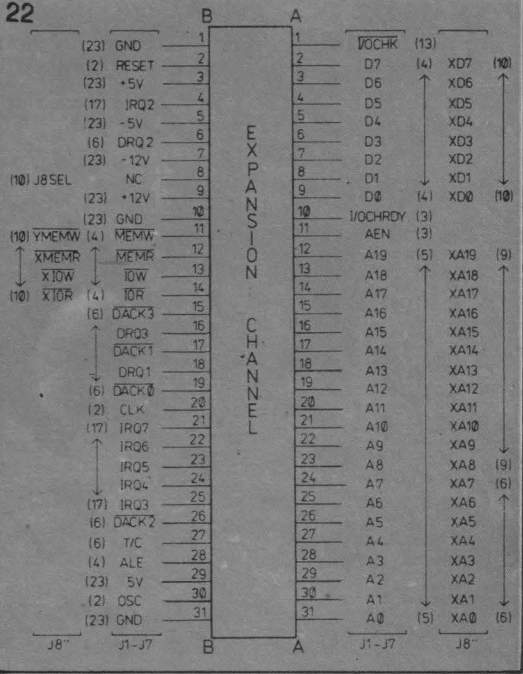 22
B A
(23) GND 1 1 I/OCHK (13)
(2) RESET 2 2 D7 (4) XD7 (10)
(23) +5V 3 3 D6 XD6
(17) IRQ2 4 4 D5 XD5
(23) -5V 5 5 D4 XD4
(6) DRQ2 6 6 D3 XD3
(23) -12V 7 7 D2 XD2
(10) J8SEL NC 8 8 D1 XD1
(23) +12V 9 9 DØ (4) XDØ (10)
(23) GND 10 10 I/OCHRDY (3)
(10) YMEMW (4) MEMW 11 11 AEN (3)
XMEMR MEMR 12 12 A19 (5) XA19 (9)
XIOW IOW 13 13 A18 XA18
(10) XIOR (4) IOR 14 14 A17 XA17
(6) DACK3 15 15 A16 XA16
DRQ3 16 16 A15 XA15
DACK1 17 17 A14 XA14
DRQ1 18 18 A13 XA13
(6) DACKØ 19 19 A12 XA12
(2) CLK 20 20 A11 XA11
(17) IRQ7 21 21 A1Ø XA1Ø
IRQ6 22 22 A9 XA9
IRQ5 23 23 A8 XA8 (9)
IRQ4 24 24 A7 XA7 (6)
(17) IRQ3 25 25 A6 XA6
(6) DACK2 26 26 A5 XA5
(6) T/C 27 27 A4 XA4
(4) ALE 28 28 A3 XA3
(23) 5V 29 29 A2 XA2
(2) OSC 30 30 A1 XA1
(23) GND 31 31 AØ (5) XAØ (6)
EXPANSION CHANNEL
J8" J1-J7 B A J1-J7 J8"